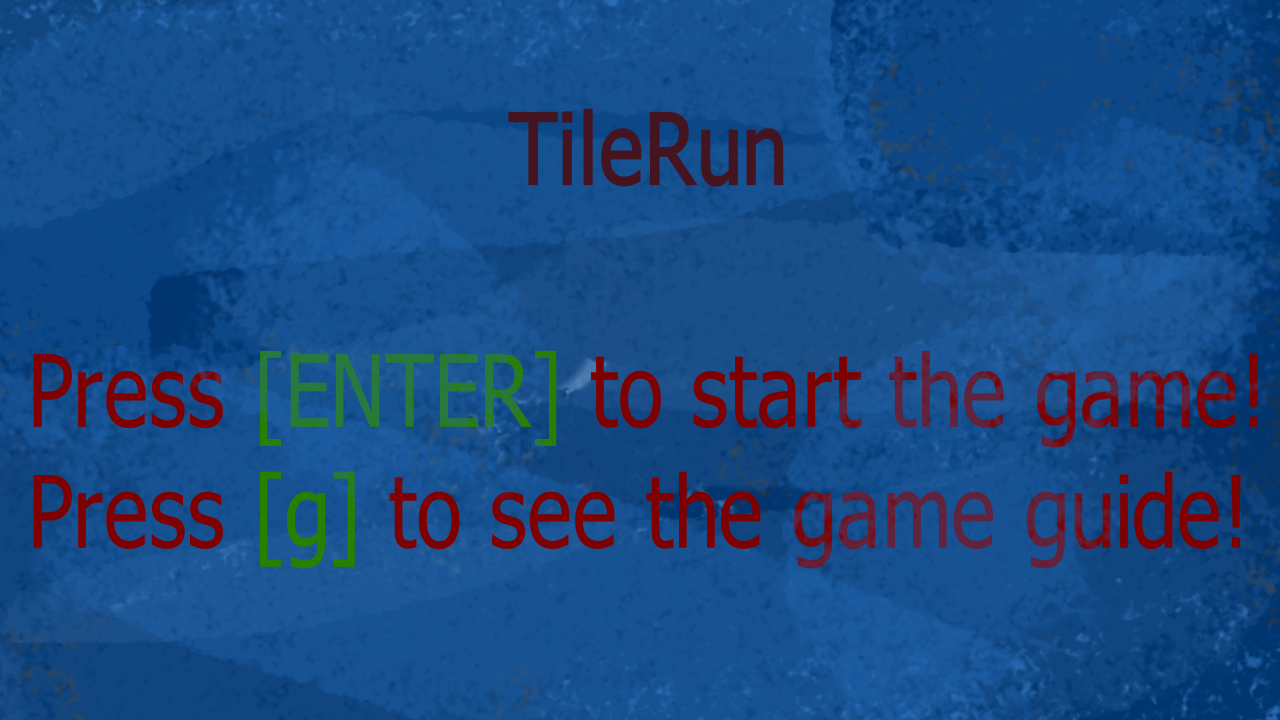 TileRun
Press [ENTER] to start the game!
Press [g] to see the game guide!